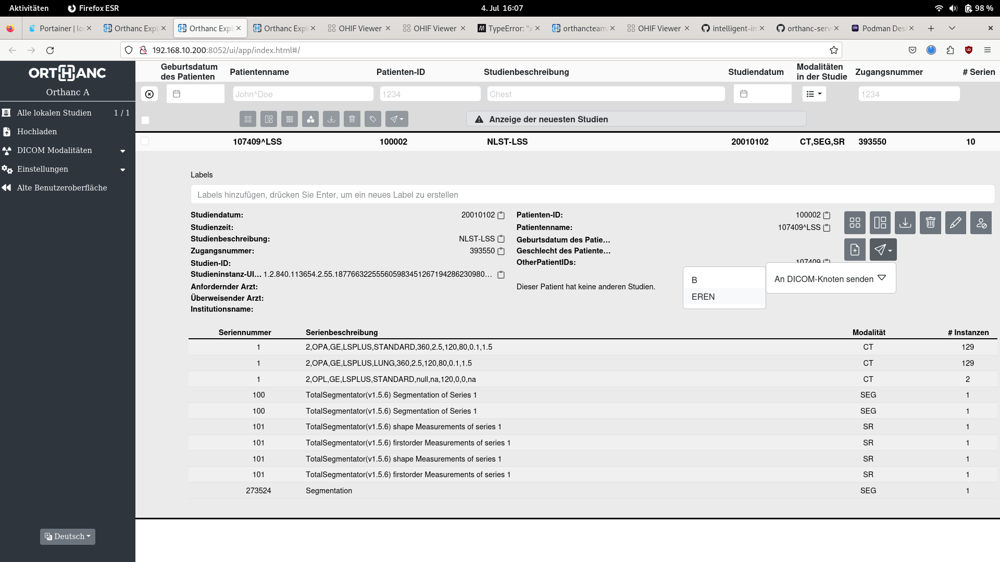 Aktivitäten Firefox ESR 4. Jul 16:07 98 %
Portainer | lo Orthanc Expl Orthanc Expl Orthanc Expl OHIF Viewer OHIF Viewer TypeError: "x orthancteam/ OHIF Viewer intelligent-im orthanc-serv Podman Desk
192.168.10.200:8052/ui/app/index.html#/
ORTHANC
Orthanc A
Alle lokalen Studien 1 / 1
Hochladen
DICOM Modalitäten
Einstellungen
Alte Benutzeroberfläche
Deutsch
Geburtsdatum des Patienten Patientenname Patienten-ID Studienbeschreibung Studiendatum Modalitäten in der Studie Zugangsnummer # Serien
John^Doe 1234 Chest 1234
Anzeige der neuesten Studien
107409^LSS 100002 NLST-LSS 20010102 CT,SEG,SR 393550 10
Labels
Labels hinzufügen, drücken Sie Enter, um ein neues Label zu erstellen
Studiendatum: 20010102
Studienzeit:
Studienbeschreibung: NLST-LSS
Zugangsnummer: 393550
Studien-ID:
Studieninstanz-UI... 1.2.840.113654.2.55.187766322555605983451267194286230980...
Anfordernder Arzt:
Überweisender Arzt:
Institutionsname:
Patienten-ID: 100002
Patientenname: 107409^LSS
Geburtsdatum des Patie...
Geschlecht des Patiente...
OtherPatientIDs: 107409
Dieser Patient hat keine anderen Studien.
An DICOM-Knoten senden
B
EREN
Seriennummer Serienbeschreibung Modalität # Instanzen
1 2,OPA,GE,LSPLUS,STANDARD,360,2.5,120,80,0.1,1.5 CT 129
1 2,OPA,GE,LSPLUS,LUNG,360,2.5,120,80,0.1,1.5 CT 129
1 2,OPL,GE,LSPLUS,STANDARD,null,na,120,0,0,na CT 2
100 TotalSegmentator(v1.5.6) Segmentation of Series 1 SEG 1
100 TotalSegmentator(v1.5.6) Segmentation of Series 1 SEG 1
101 TotalSegmentator(v1.5.6) shape Measurements of series 1 SR 1
101 TotalSegmentator(v1.5.6) firstorder Measurements of series 1 SR 1
101 TotalSegmentator(v1.5.6) shape Measurements of series 1 SR 1
101 TotalSegmentator(v1.5.6) firstorder Measurements of series 1 SR 1
273524 Segmentation SEG 1